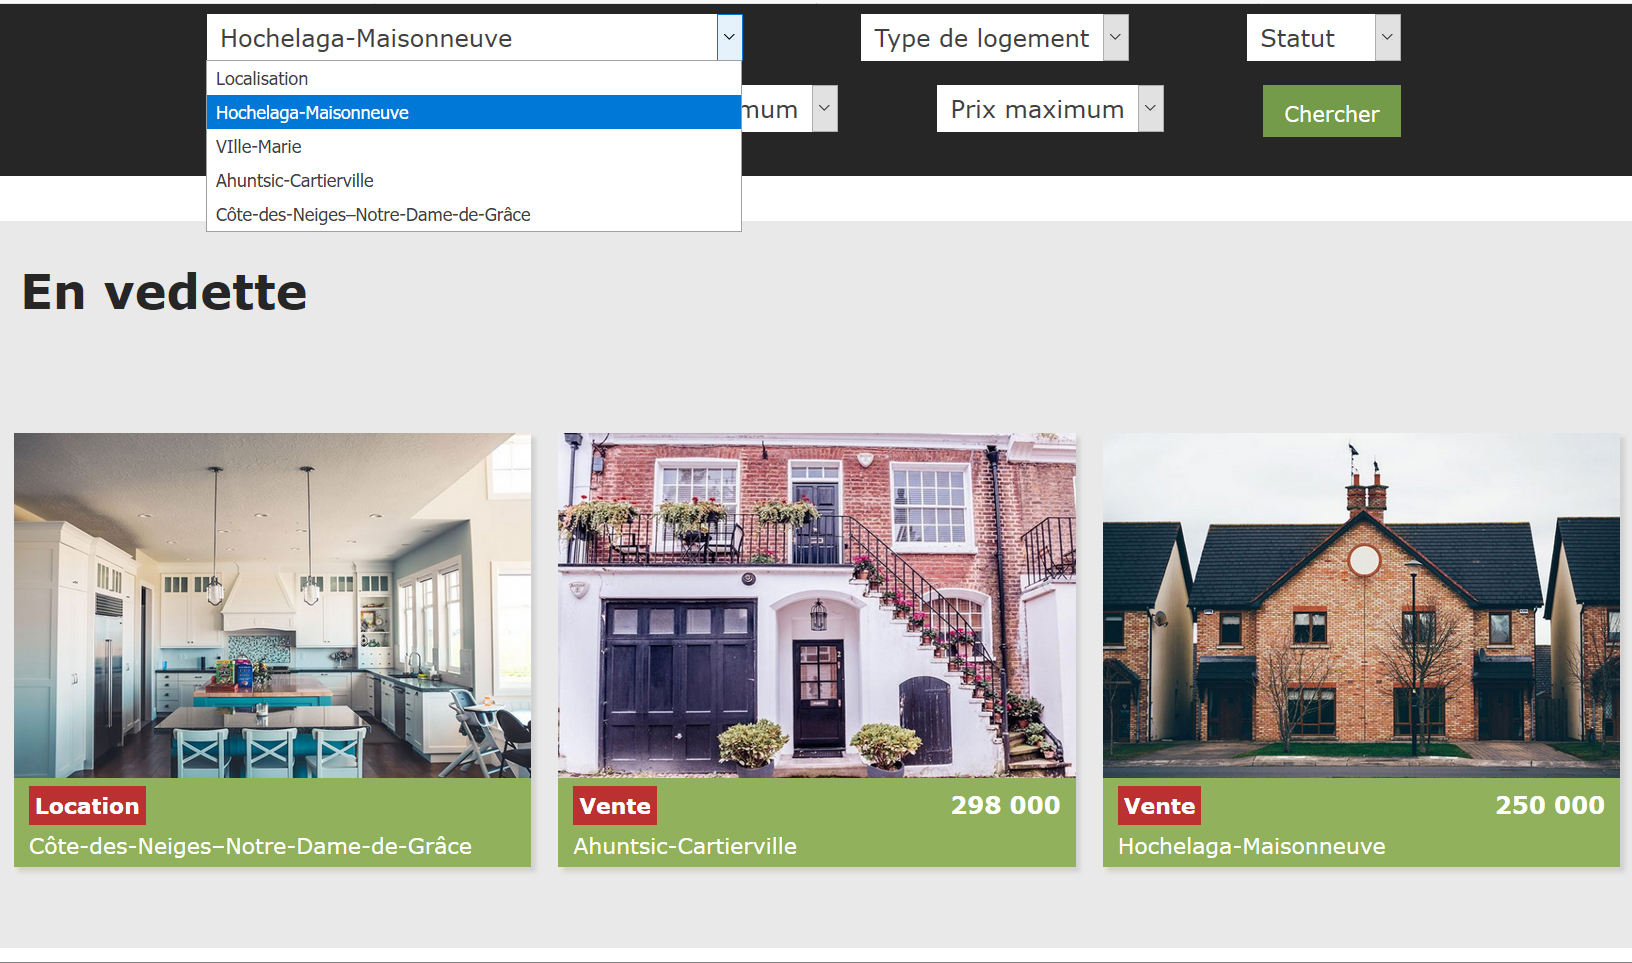 Hochelaga-Maisonneuve
Type de logement
Statut
Localisation
Hochelaga-Maisonneuve
VIlle-Marie
Ahuntsic-Cartierville
Côte-des-Neiges–Notre-Dame-de-Grâce
Prix maximum
Chercher
En vedette
Location
Côte-des-Neiges–Notre-Dame-de-Grâce
Vente 298 000
Ahuntsic-Cartierville
Vente 250 000
Hochelaga-Maisonneuve